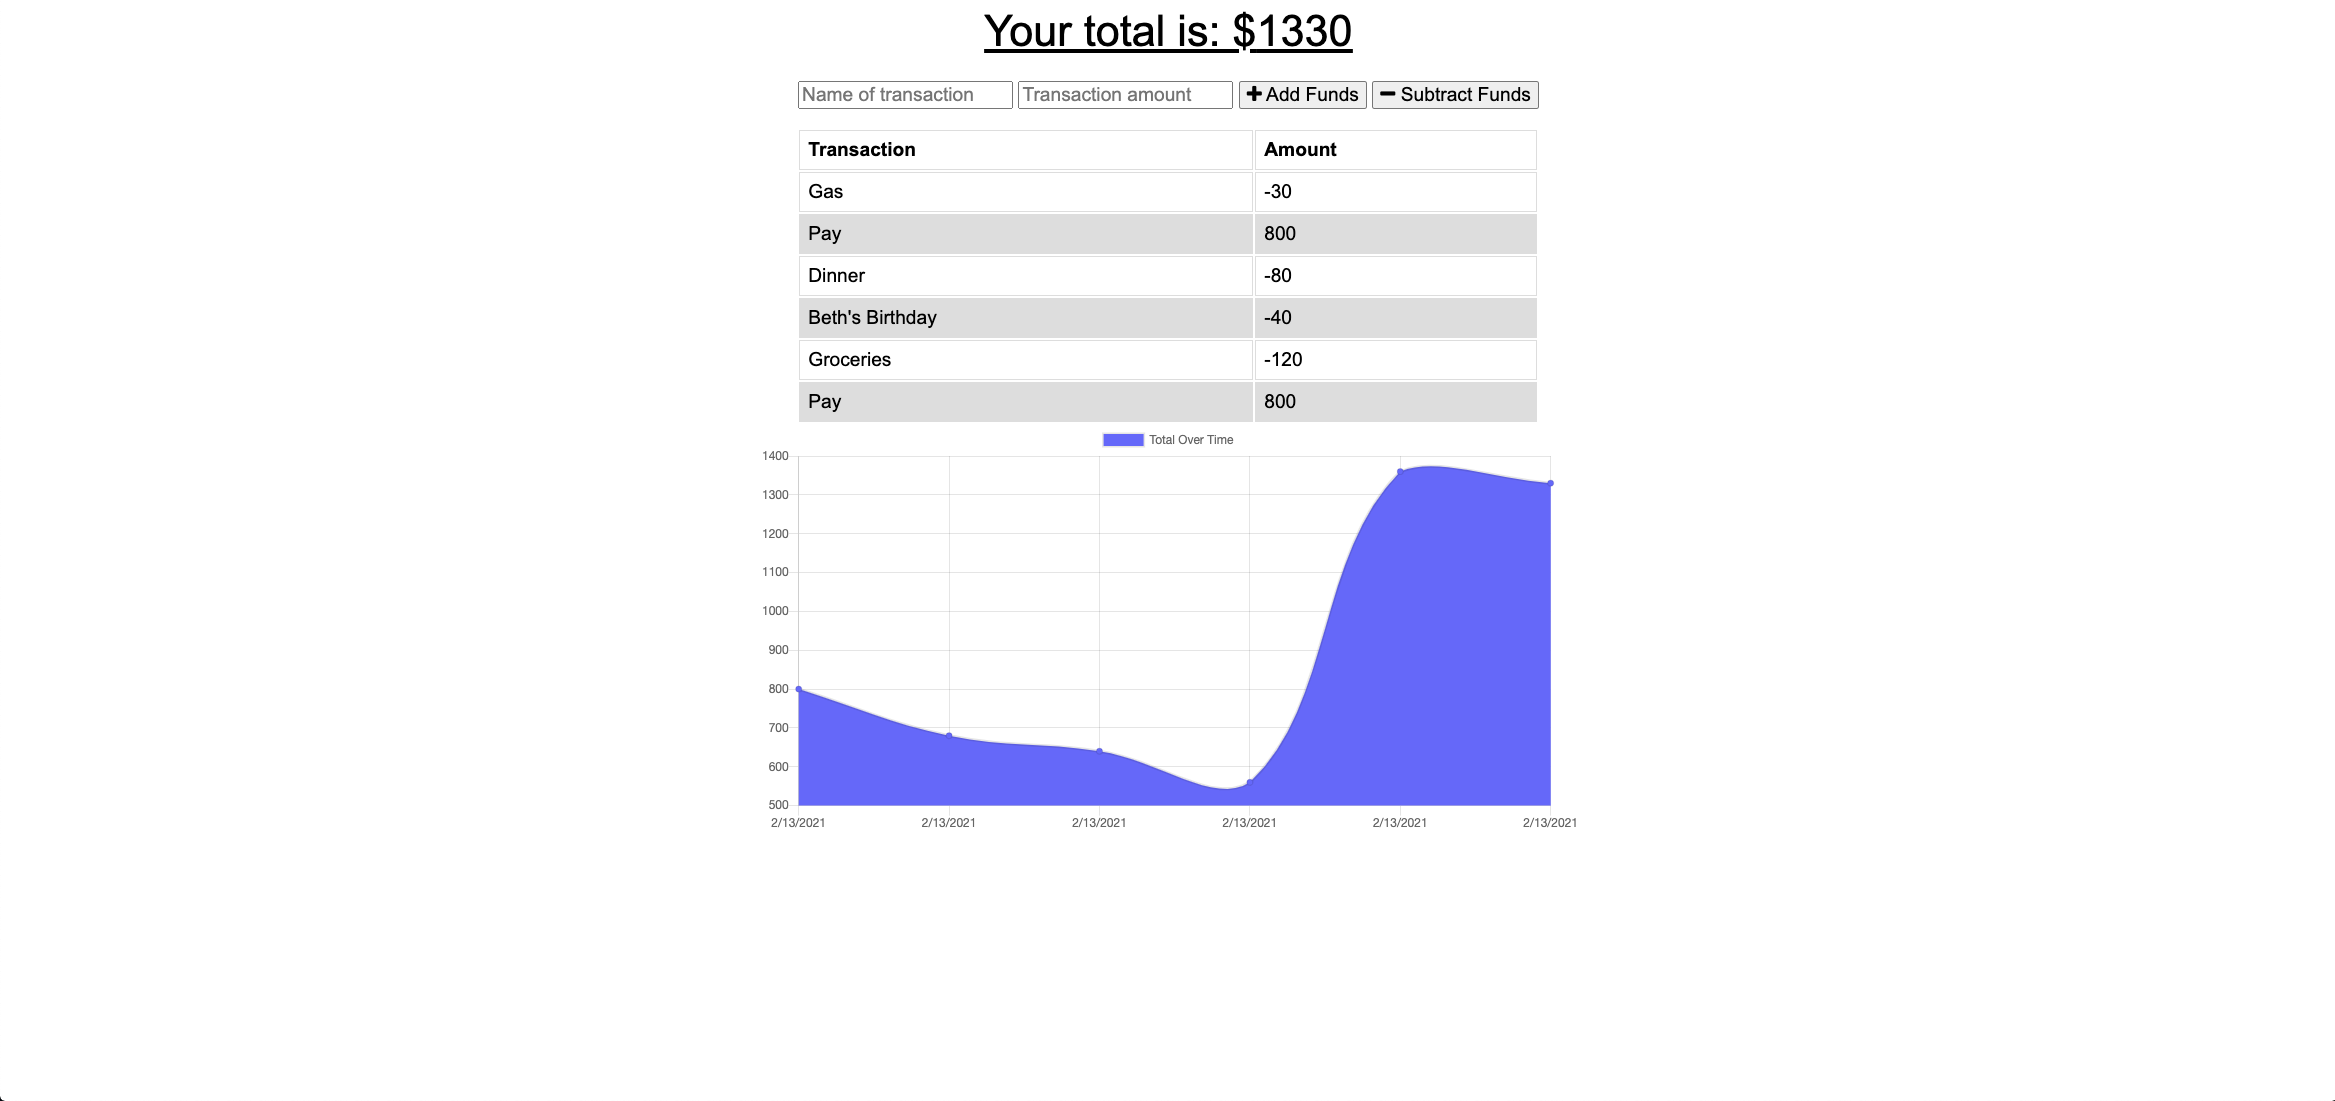 Your total is: $1330
Name of transaction Transaction amount Add Funds Subtract Funds
Transaction Amount
Gas -30
Pay 800
Dinner -80
Beth's Birthday -40
Groceries -120
Pay 800
Total Over Time
1400
1300
1200
1100
1000
900
800
700
600
500
2/13/2021 2/13/2021 2/13/2021 2/13/2021 2/13/2021 2/13/2021